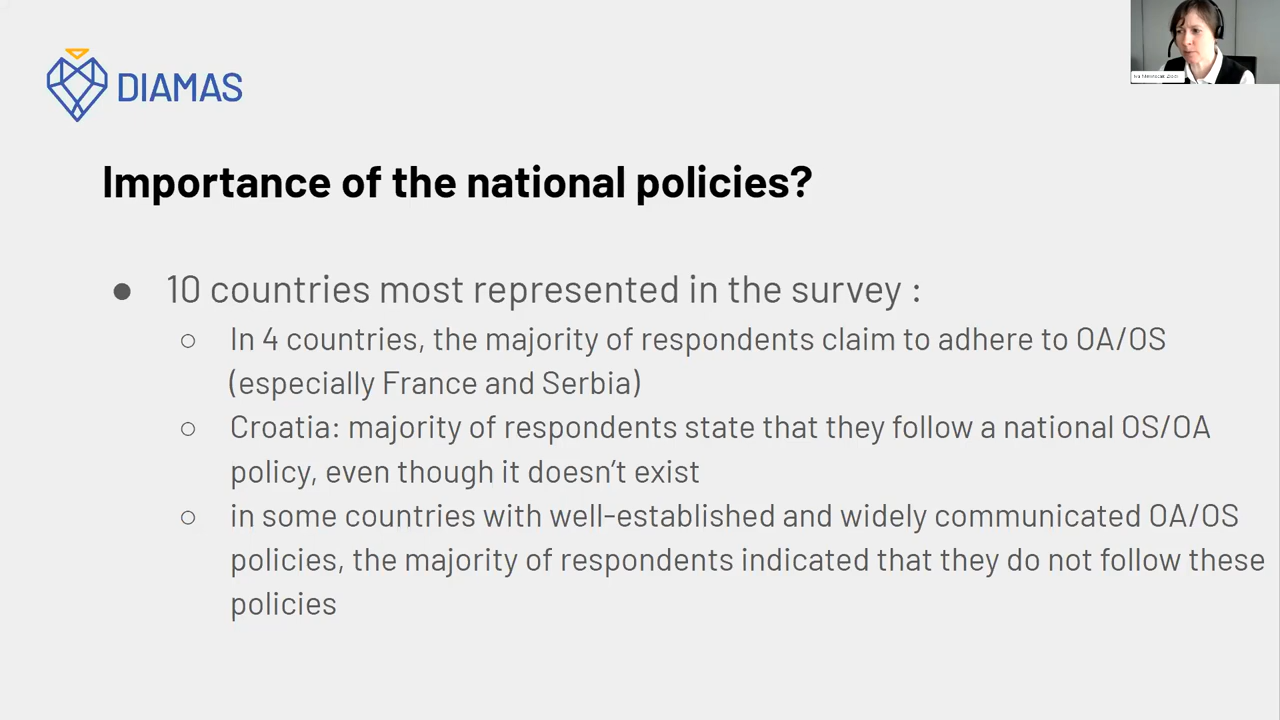 DIAMAS
Importance of the national policies?
● 10 countries most represented in the survey :
○ In 4 countries, the majority of respondents claim to adhere to OA/OS
(especially France and Serbia)
○ Croatia: majority of respondents state that they follow a national OS/OA
policy, even though it doesn't exist
○ in some countries with well-established and widely communicated OA/OS
policies, the majority of respondents indicated that they do not follow these
policies